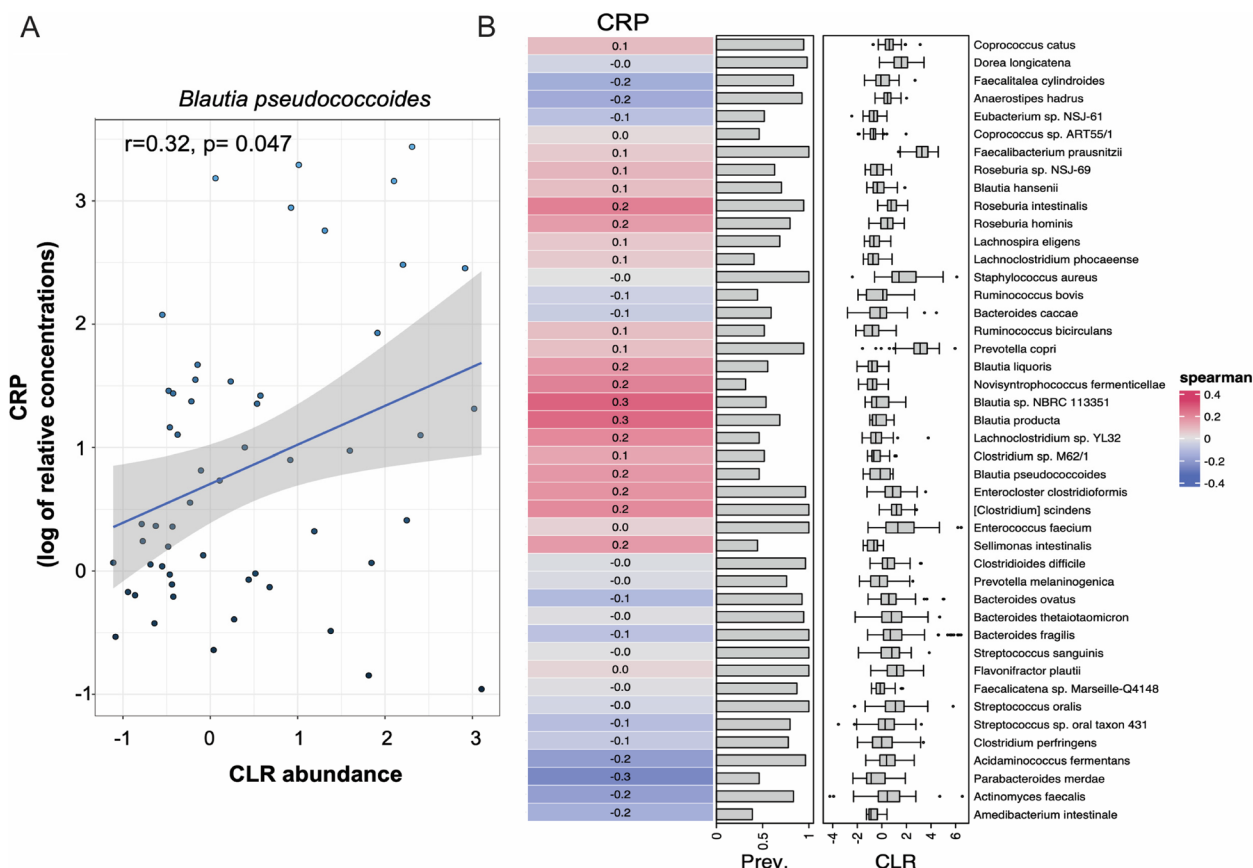 A
Blautia pseudococcoides
r=0.32, p= 0.047
CRP
(log of relative concentrations)
3
2
1
0
-1
-1 0 1 2 3
CLR abundance
B
CRP
0.1 Coprococcus catus
-0.0 Dorea longicatena
-0.2 Faecalitalea cylindroides
-0.2 Anaerostipes hadrus
-0.1 Eubacterium sp. NSJ-61
0.0 Coprococcus sp. ART55/1
0.1 Faecalibacterium prausnitzii
0.1 Roseburia sp. NSJ-69
0.1 Blautia hansenii
0.2 Roseburia intestinalis
0.2 Roseburia hominis
0.1 Lachnospira eligens
0.1 Lachnoclostridium phocaeense
-0.0 Staphylococcus aureus
-0.1 Ruminococcus bovis
-0.1 Bacteroides caccae
0.1 Ruminococcus bicirculans
0.1 Prevotella copri
0.2 Blautia liquoris
0.2 Novisyntrophococcus fermenticellae
0.3 Blautia sp. NBRC 113351
0.3 Blautia producta
0.2 Lachnoclostridium sp. YL32
0.1 Clostridium sp. M62/1
0.2 Blautia pseudococcoides
0.2 Enterocloster clostridioformis
0.2 [Clostridium] scindens
0.0 Enterococcus faecium
0.2 Sellimonas intestinalis
-0.0 Clostridioides difficile
-0.0 Prevotella melaninogenica
-0.1 Bacteroides ovatus
-0.0 Bacteroides thetaiotaomicron
-0.1 Bacteroides fragilis
-0.0 Streptococcus sanguinis
0.0 Flavonifractor plautii
-0.0 Faecalicatena sp. Marseille-Q4148
-0.0 Streptococcus oralis
-0.1 Streptococcus sp. oral taxon 431
-0.1 Clostridium perfringens
-0.2 Acidaminococcus fermentans
-0.3 Parabacteroides merdae
-0.2 Actinomyces faecalis
-0.2 Amedibacterium intestinale
0 0.5 1
Prev.
-4 -2 0 2 4 6
CLR
spearman
0.4
0.2
0
-0.2
-0.4